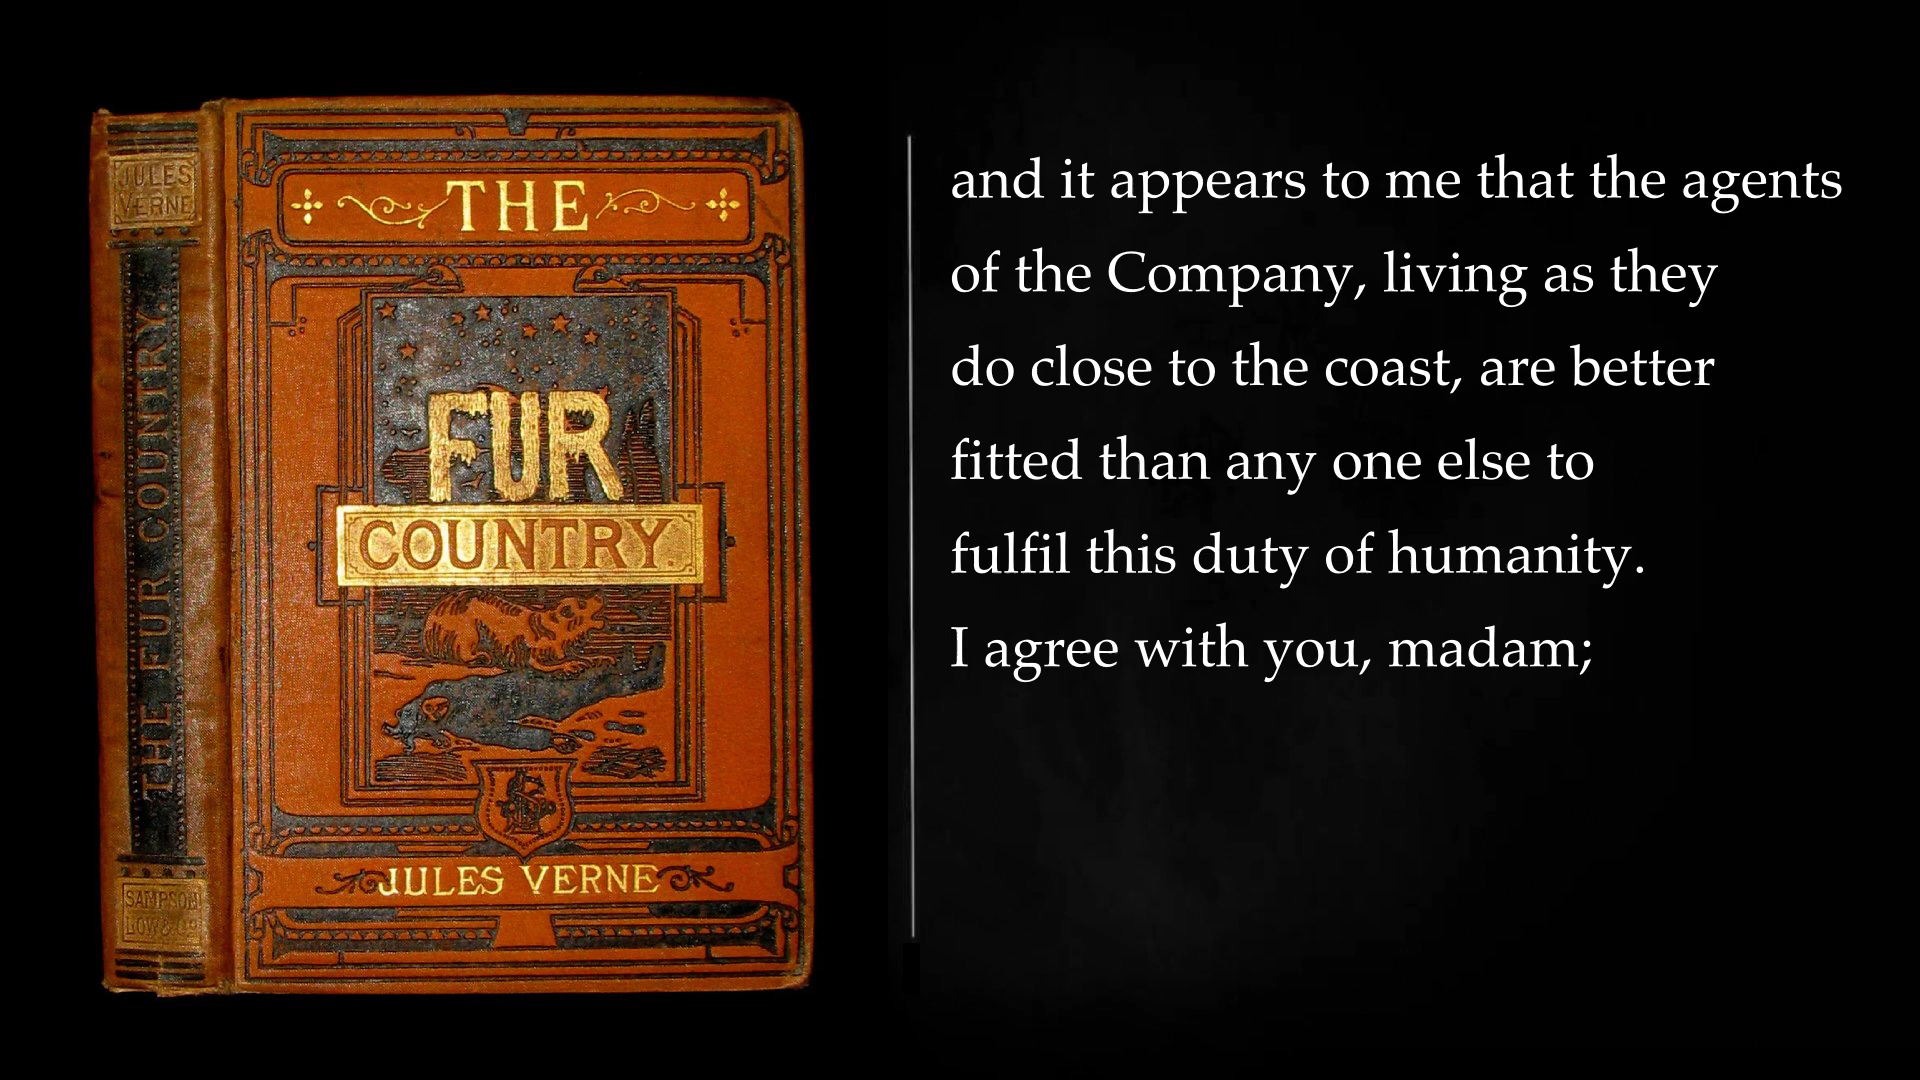 JULES
VERNE
THE FUR COUNTRY.
SAMPSON
LOW & Co
THE
FUR
COUNTRY.
JULES VERNE
and it appears to me that the agents
of the Company, living as they
do close to the coast, are better
fitted than any one else to
fulfil this duty of humanity.
I agree with you, madam;